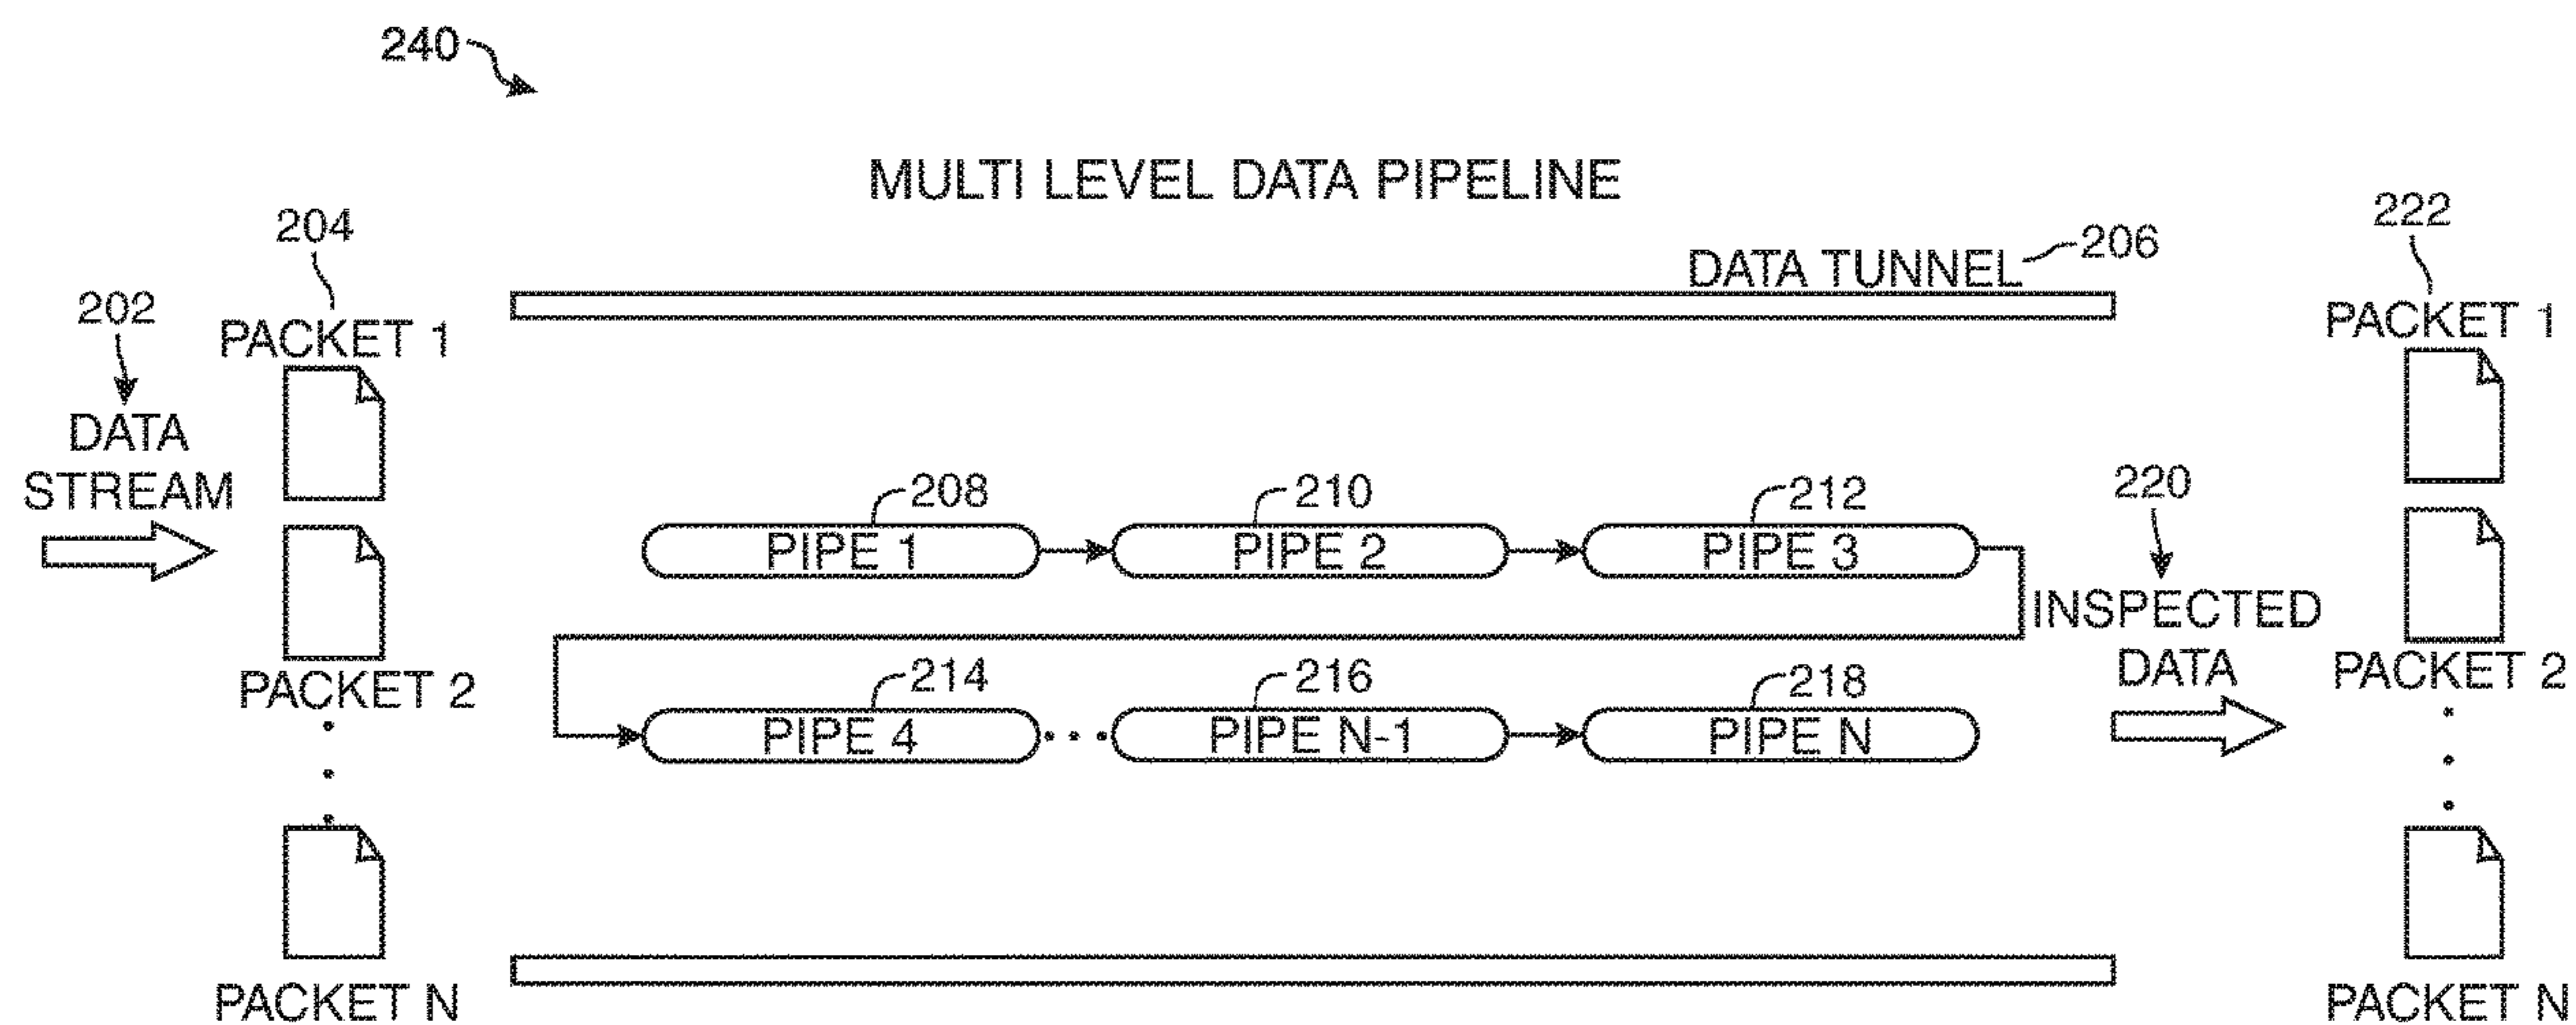 240
MULTI LEVEL DATA PIPELINE
204
222
202
DATA TUNNEL
206
PACKET 1
PACKET 1
DATA
STREAM
208
210
212
220
PIPE 1
PIPE 2
PIPE 3
INSPECTED
DATA
PACKET 2
214
216
218
PACKET 2
PIPE 4
PIPE N-1
PIPE N
PACKET N
PACKET N